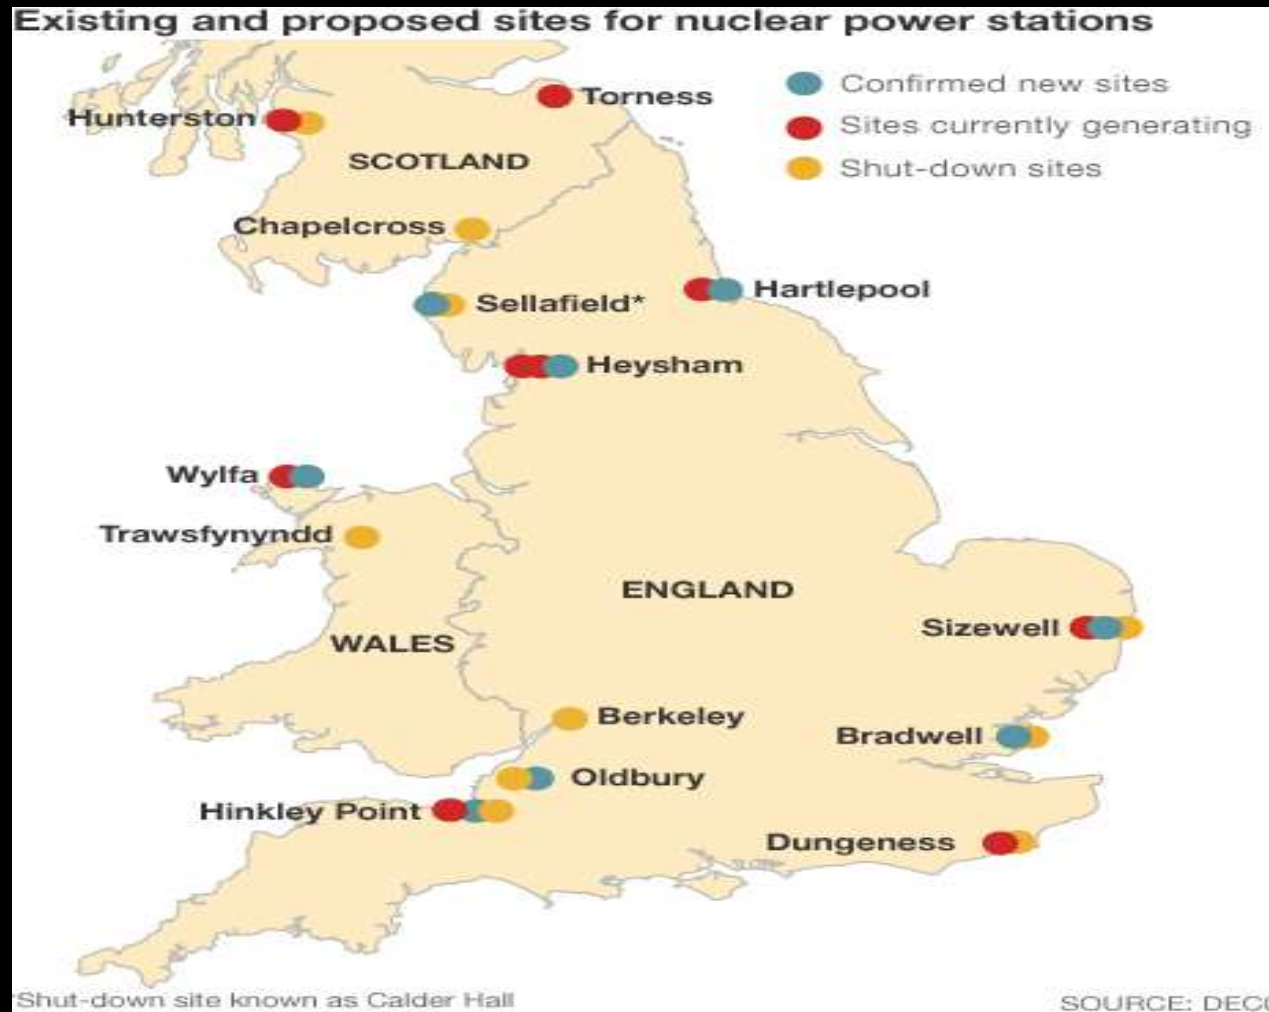 Existing and proposed sites for nuclear power stations
Confirmed new sites
Torness
Sites currently generating
Hunterston
Shut-down sites
SCOTLAND
Chapelcross
Hartlepool
Sellafield*
Heysham
Wylfa
Trawsfynyndd
ENGLAND
Sizewell
WALES
Berkeley
Bradwell
Oldbury
Hinkley Point
Dungeness
*Shut-down site known as Calder Hall
SOURCE: DECC